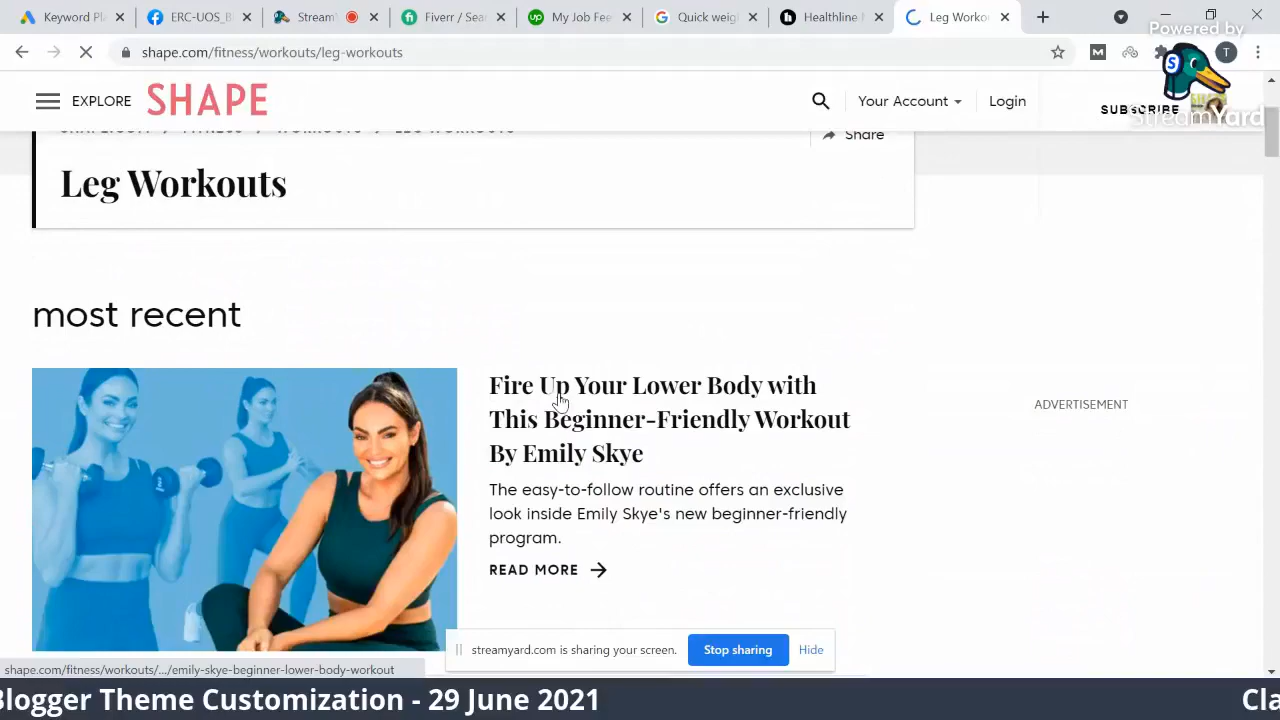 Keyword Plan
ERC-UOS_B
Stream
Fiverr / Sear
My Job Fee
Quick weigh
Healthline
Leg Workou
shape.com/fitness/workouts/leg-workouts
T
Powered by
StreamYard
EXPLORE
SHAPE
Your Account
Login
SUBSCRIBE
Share
Leg Workouts
most recent
Fire Up Your Lower Body with
This Beginner-Friendly Workout
By Emily Skye
The easy-to-follow routine offers an exclusive
look inside Emily Skye's new beginner-friendly
program.
READ MORE
ADVERTISEMENT
streamyard.com is sharing your screen.
Stop sharing
Hide
shape.com/fitness/workouts/.../emily-skye-beginner-lower-body-workout
Blogger Theme Customization - 29 June 2021
Cla